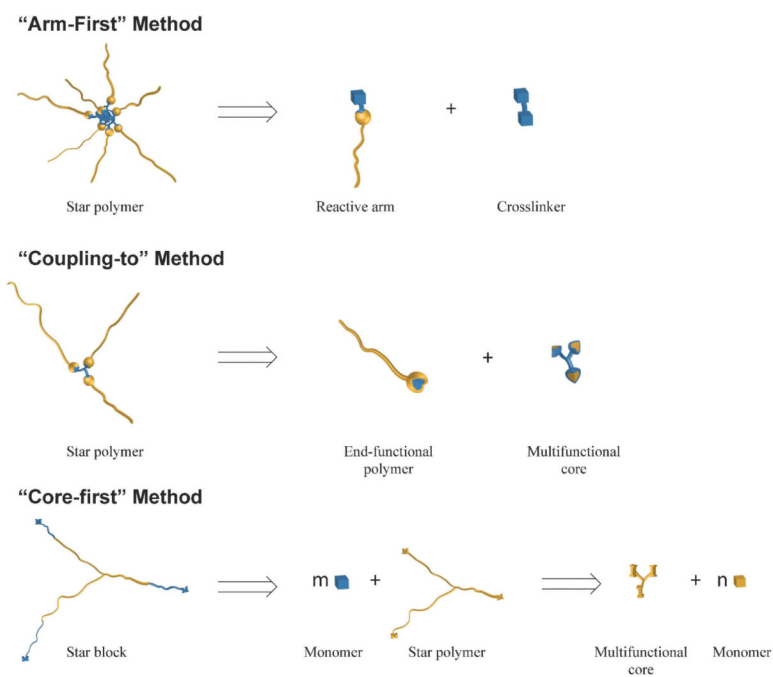 “Arm-First” Method
+
Star polymer
Reactive arm
Crosslinker
“Coupling-to” Method
+
Star polymer
End-functional
polymer
Multifunctional
core
“Core-first” Method
m + + n
Star block
Monomer
Star polymer
Multifunctional
core
Monomer